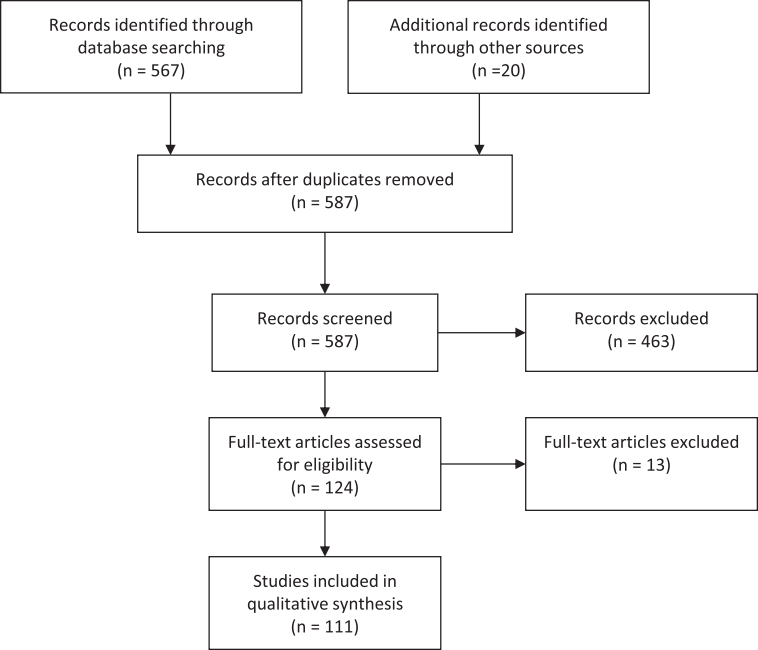 Records identified through
database searching
(n = 567)
Additional records identified
through other sources
(n =20)
Records after duplicates removed
(n = 587)
Records screened
(n = 587)
Records excluded
(n = 463)
Full-text articles assessed
for eligibility
(n = 124)
Full-text articles excluded
(n = 13)
Studies included in
qualitative synthesis
(n = 111)